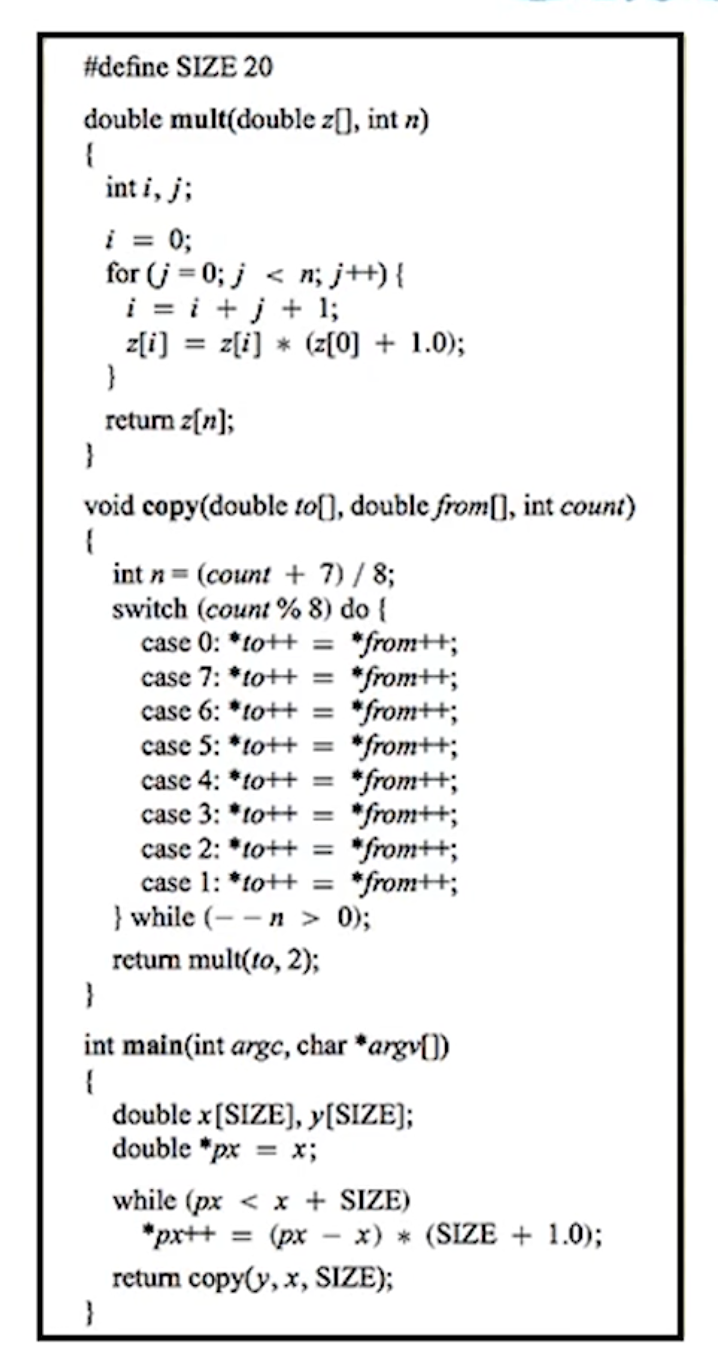 #define SIZE 20
double mult(double z[], int n)
{
int i, j;
i = 0;
for (j = 0; j < n; j++) {
i = i + j + 1;
z[i] = z[i] * (z[0] + 1.0);
}
return z[n];
}
void copy(double to[], double from[], int count)
{
int n = (count + 7) / 8;
switch (count % 8) do {
case 0: *to++ = *from++;
case 7: *to++ = *from++;
case 6: *to++ = *from++;
case 5: *to++ = *from++;
case 4: *to++ = *from++;
case 3: *to++ = *from++;
case 2: *to++ = *from++;
case 1: *to++ = *from++;
} while (- - n > 0);
return mult(to, 2);
}
int main(int argc, char *argv[])
{
double x[SIZE], y[SIZE];
double *px = x;
while (px < x + SIZE)
*px++ = (px – x) * (SIZE + 1.0);
return copy(y, x, SIZE);
}